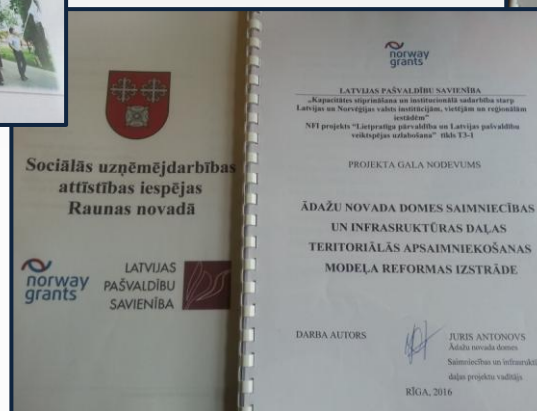 Sociālās uzņēmējdarbības
attīstības iespējas
Raunas novadā
norway
grants
LATVIJAS
PAŠVALDĪBU
SAVIENĪBA
norway
grants
LATVIJAS PAŠVALDĪBU SAVIENĪBA
„Kapacitātes stiprināšana un institucionālā sadarbība starp
Latvijas un Norvēģijas valsts institūcijām, vietējām un reģionālām
iestādēm”
NFI projekts “Lietpratīga pārvaldība un Latvijas pašvaldību
veiktspējas uzlabošana” tīkls T3-1
PROJEKTA GALA NODEVUMS
ĀDAŽU NOVADA DOMES SAIMNIECĪBAS
UN INFRASRUKTŪRAS DAĻAS
TERITORIĀLĀS APSAIMNIEKOŠANAS
MODEĻA REFORMAS IZSTRĀDE
DARBA AUTORS
JURIS ANTONOVS
Ādažu novada domes
Saimniecības un infrastrukt
daļas projektu vadītājs
RĪGA, 2016